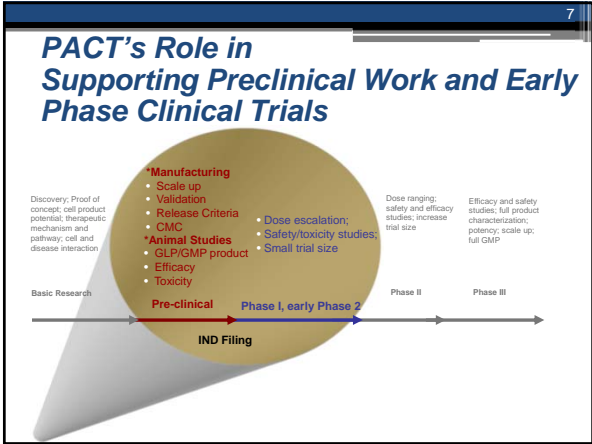 7
PACT's Role in
Supporting Preclinical Work and Early
Phase Clinical Trials
Discovery; Proof of
concept; cell product
potential; therapeutic
mechanism and
pathway; cell and
disease interaction
*Manufacturing
• Scale up
• Validation
• Release Criteria
• CMC
*Animal Studies
• GLP/GMP product
• Efficacy
• Toxicity
• Dose escalation;
• Safety/toxicity studies;
• Small trial size
Dose ranging;
safety and efficacy
studies; increase
trial size
Efficacy and safety
studies; full product
characterization;
potency; scale up;
full GMP
Basic Research
Pre-clinical
Phase I, early Phase 2
Phase II
Phase III
IND Filing